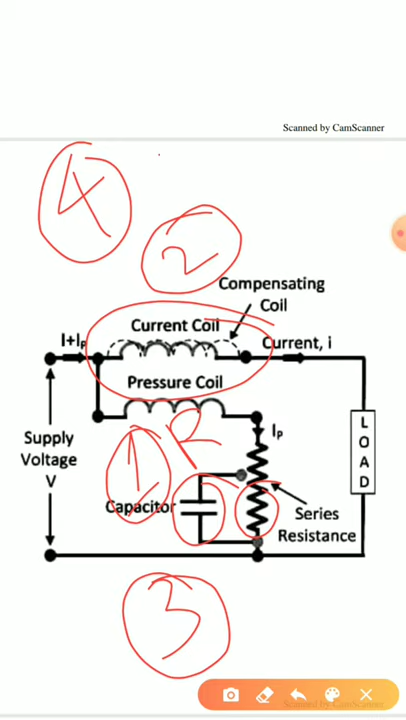 Scanned by CamScanner
4
2
Compensating
Coil
Current Coil
I+Ip
Current, i
Pressure Coil
Ip
L
O
A
D
Supply
Voltage
V
1
R
Capacitor
Series
Resistance
3
Scanned by CamScanner